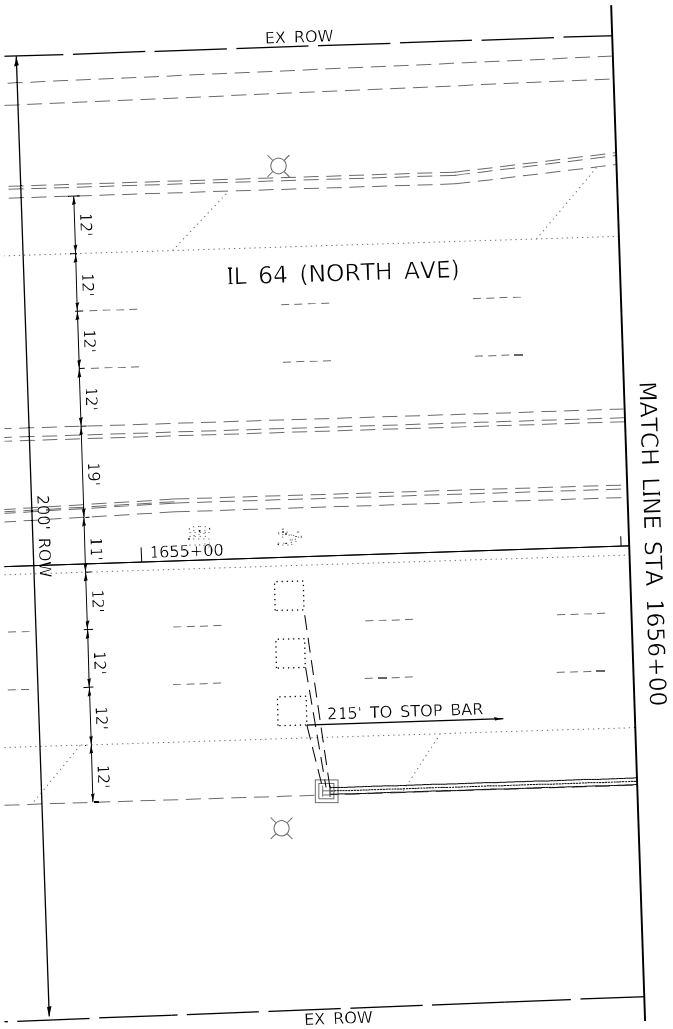 EX ROW
12'
12'
IL 64 (NORTH AVE)
12'
12'
19'
200' ROW
11'
1655+00
MATCH LINE STA 1656+00
12'
12'
12'
215' TO STOP BAR
12'
EX ROW